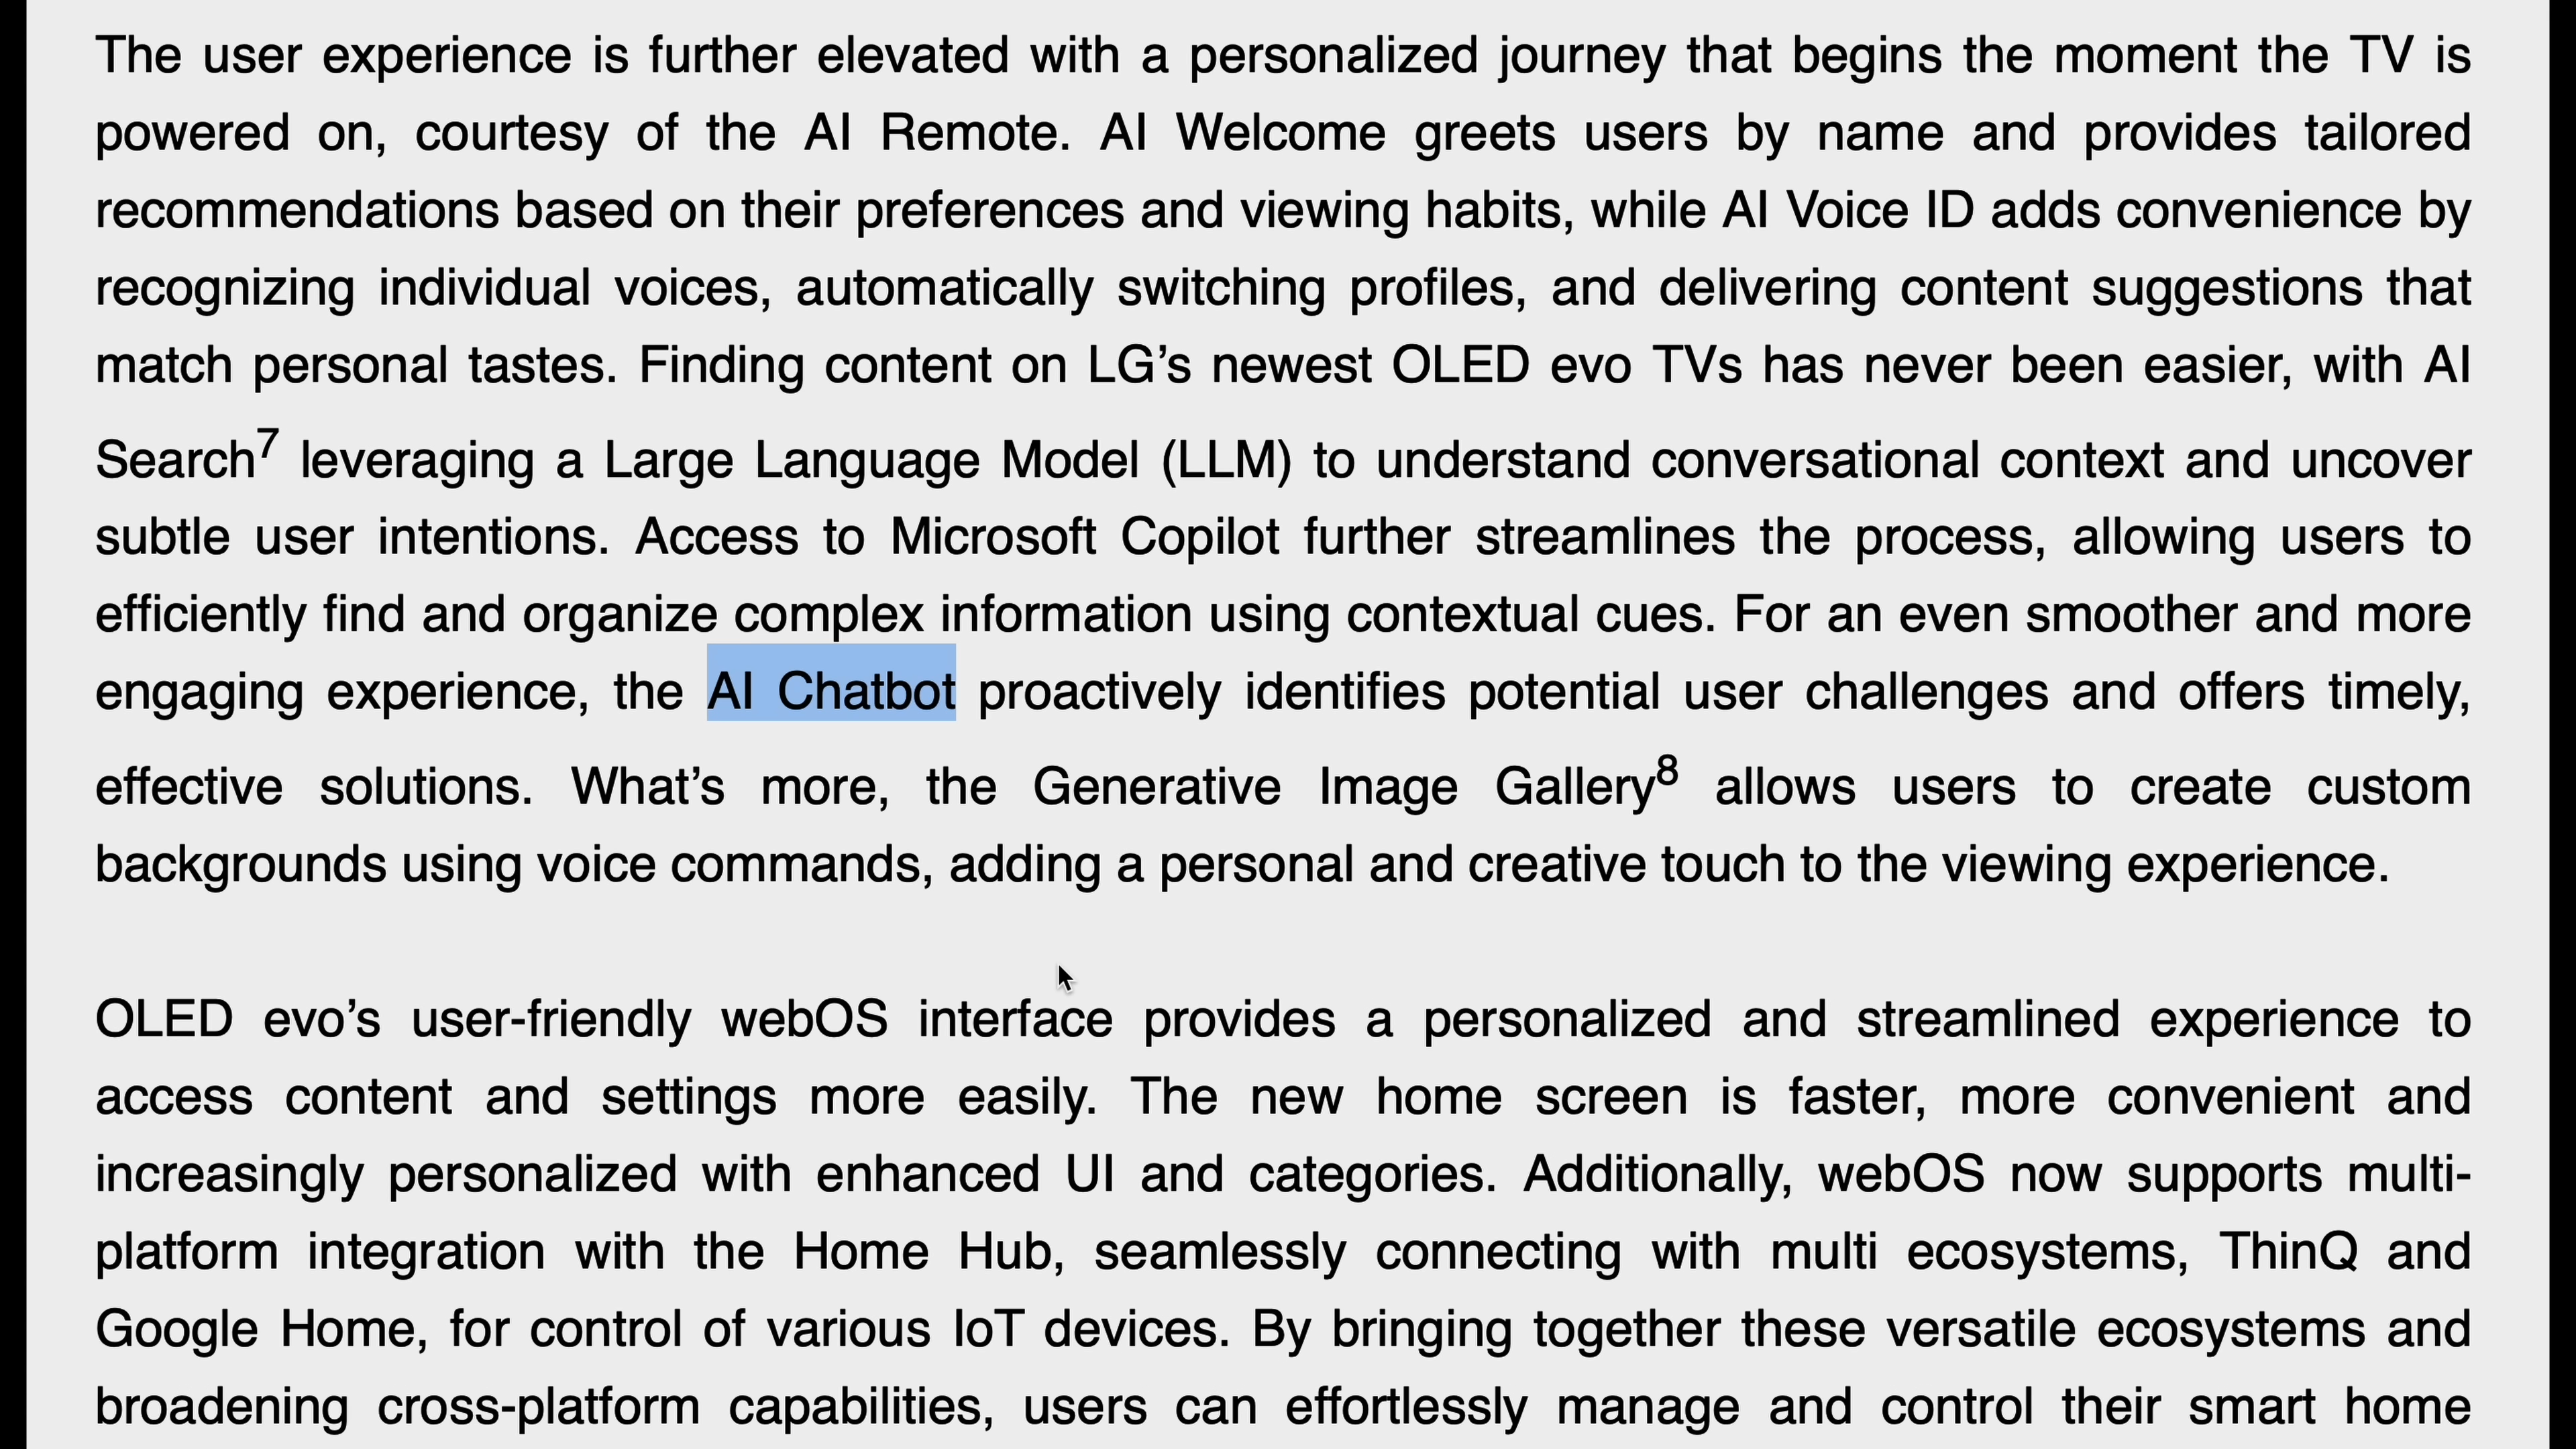 The user experience is further elevated with a personalized journey that begins the moment the TV is
powered on, courtesy of the AI Remote. AI Welcome greets users by name and provides tailored
recommendations based on their preferences and viewing habits, while AI Voice ID adds convenience by
recognizing individual voices, automatically switching profiles, and delivering content suggestions that
match personal tastes. Finding content on LG’s newest OLED evo TVs has never been easier, with AI
Search⁷ leveraging a Large Language Model (LLM) to understand conversational context and uncover
subtle user intentions. Access to Microsoft Copilot further streamlines the process, allowing users to
efficiently find and organize complex information using contextual cues. For an even smoother and more
engaging experience, the AI Chatbot proactively identifies potential user challenges and offers timely,
effective solutions. What’s more, the Generative Image Gallery⁸ allows users to create custom
backgrounds using voice commands, adding a personal and creative touch to the viewing experience.
OLED evo’s user-friendly webOS interface provides a personalized and streamlined experience to
access content and settings more easily. The new home screen is faster, more convenient and
increasingly personalized with enhanced UI and categories. Additionally, webOS now supports multi-
platform integration with the Home Hub, seamlessly connecting with multi ecosystems, ThinQ and
Google Home, for control of various IoT devices. By bringing together these versatile ecosystems and
broadening cross-platform capabilities, users can effortlessly manage and control their smart home